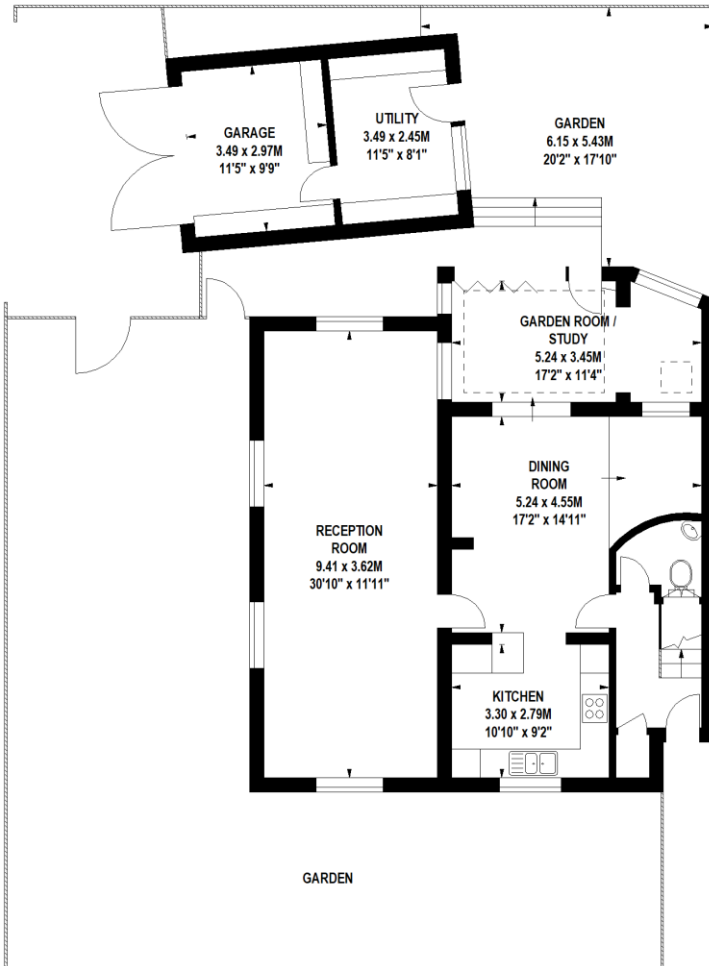 GARAGE
3.49 x 2.97M
11'5" x 9'9"
UTILITY
3.49 x 2.45M
11'5" x 8'1"
GARDEN
6.15 x 5.43M
20'2" x 17'10"
GARDEN ROOM /
STUDY
5.24 x 3.45M
17'2" x 11'4"
DINING
ROOM
5.24 x 4.55M
17'2" x 14'11"
RECEPTION
ROOM
9.41 x 3.62M
30'10" x 11'11"
KITCHEN
3.30 x 2.79M
10'10" x 9'2"
GARDEN